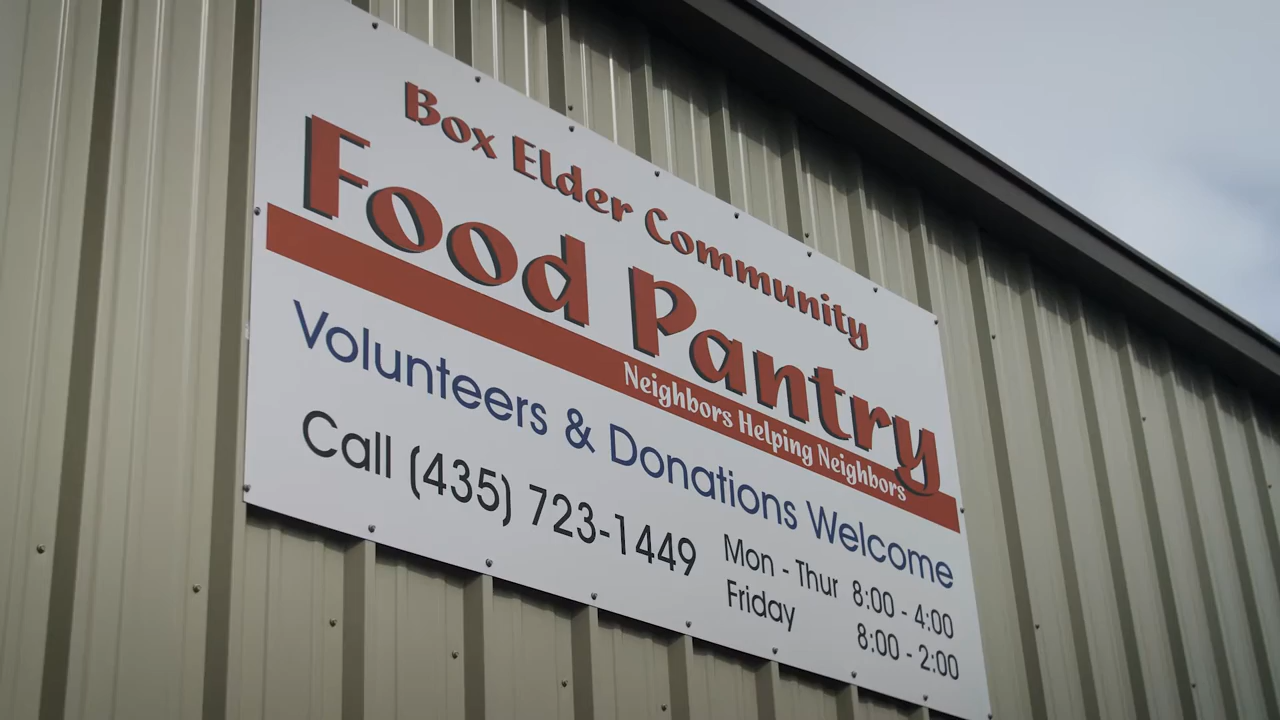 Box Elder Community
Food Pantry
Neighbors Helping Neighbors
Volunteers & Donations Welcome
Call (435) 723-1449
Mon - Thur 8:00 - 4:00
Friday 8:00 - 2:00